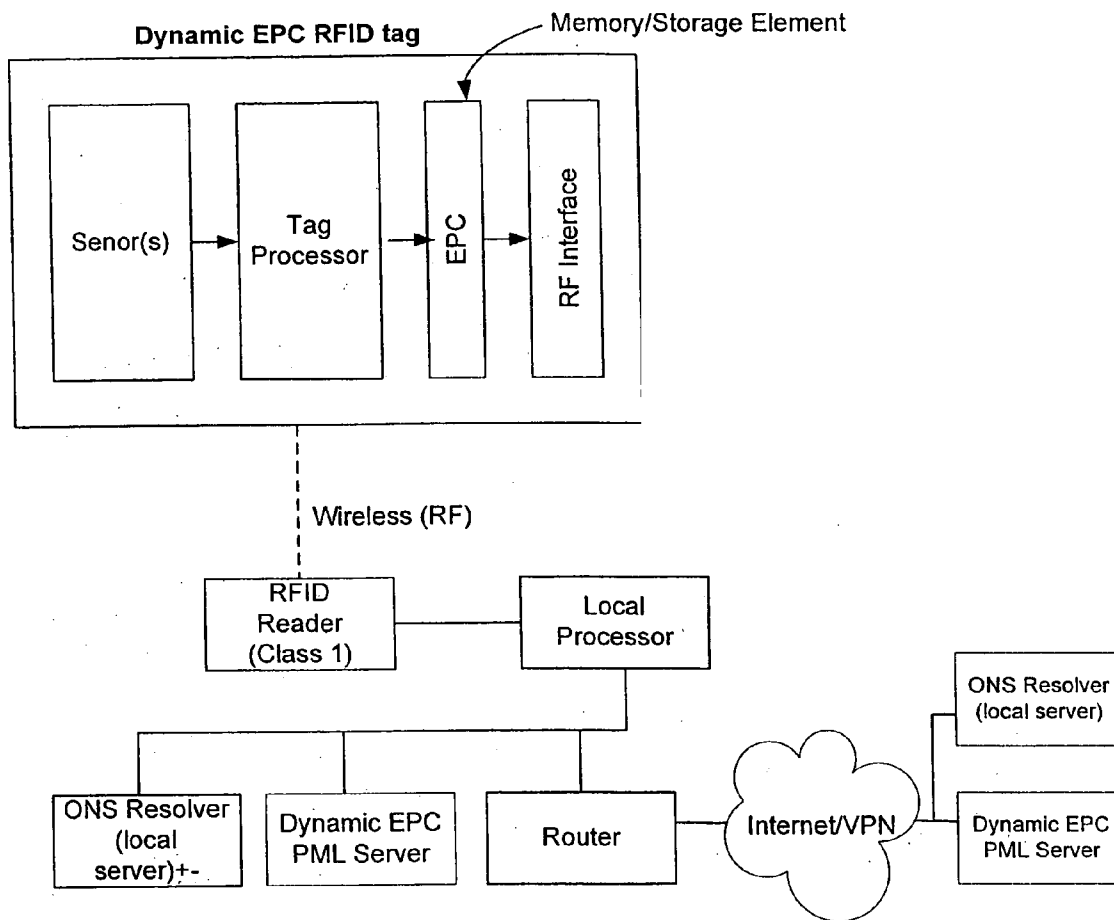 Memory/Storage Element
Dynamic EPC RFID tag
Senor(s)
Tag
Processor
EPC
RF Interface
Wireless (RF)
RFID
Reader
(Class 1)
Local
Processor
ONS Resolver
(local server)
ONS Resolver
(local
server)+-
Dynamic EPC
PML Server
Router
Internet/VPN
Dynamic EPC
PML Server